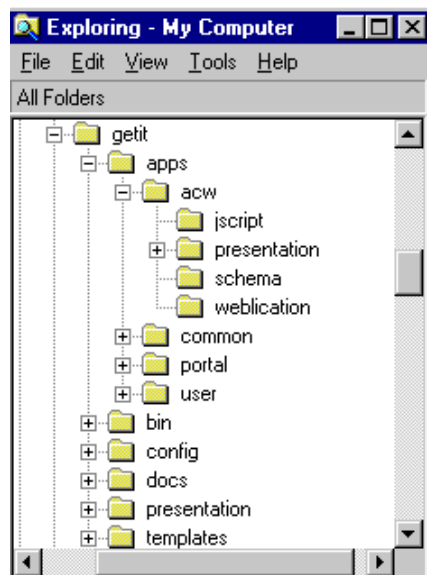 Exploring - My Computer
File Edit View Tools Help
All Folders
getit
apps
acw
jscript
presentation
schema
weblication
common
portal
user
bin
config
docs
presentation
templates